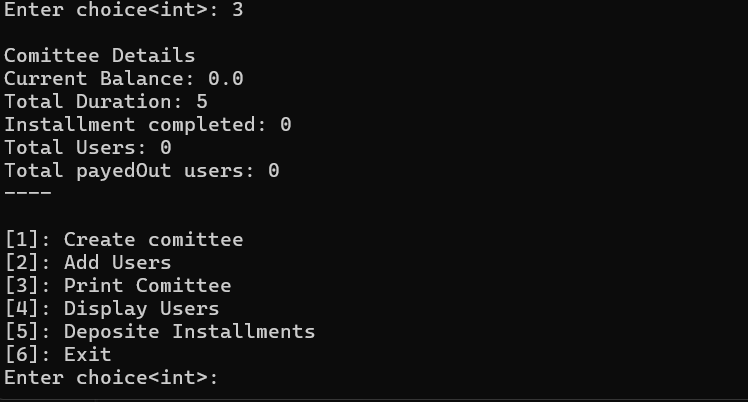 Enter choice<int>: 3
Comittee Details
Current Balance: 0.0
Total Duration: 5
Installment completed: 0
Total Users: 0
Total payedOut users: 0
----
[1]: Create comittee
[2]: Add Users
[3]: Print Comittee
[4]: Display Users
[5]: Deposite Installments
[6]: Exit
Enter choice<int>: